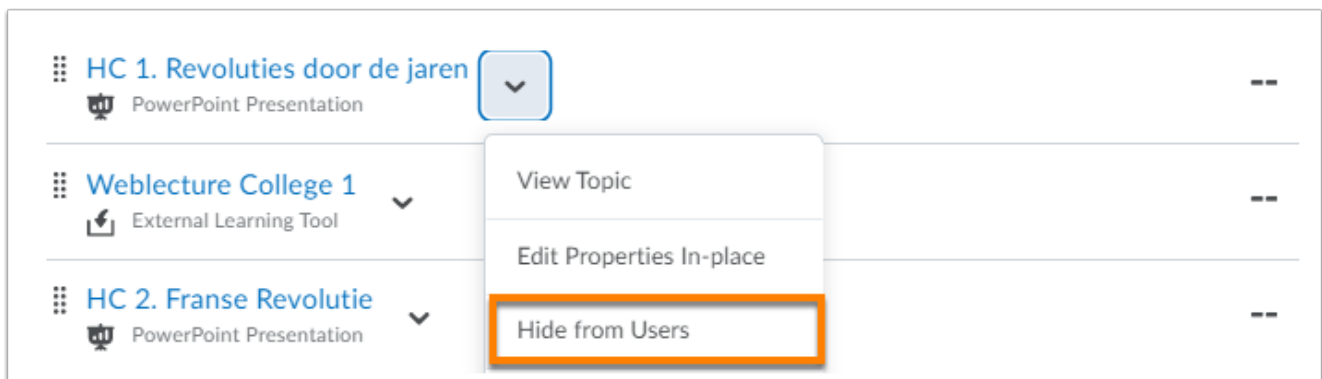 HC 1. Revoluties door de jaren
PowerPoint Presentation
--
View Topic
Weblecture College 1
External Learning Tool
--
Edit Properties In-place
HC 2. Franse Revolutie
PowerPoint Presentation
--
Hide from Users